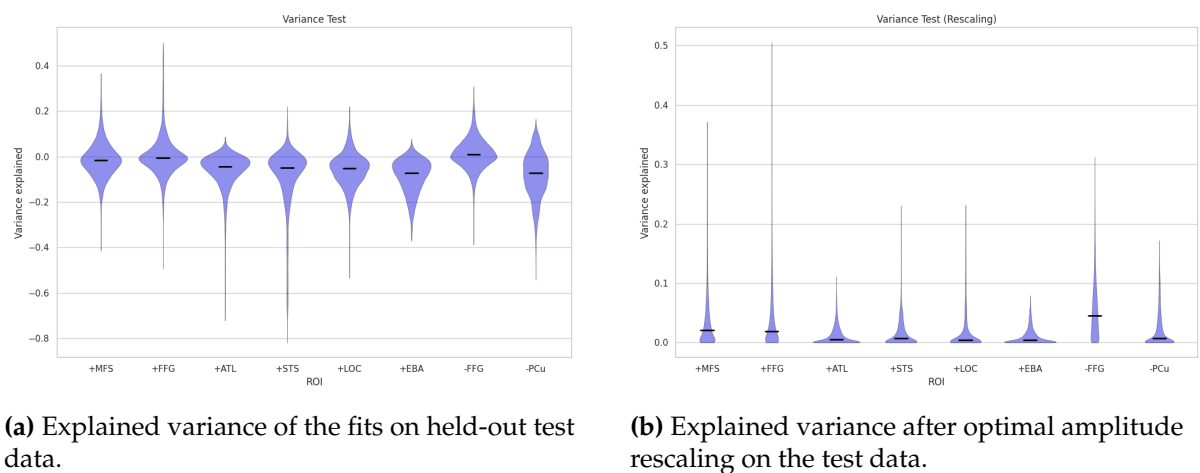 Variance Test
Variance explained
0.4
0.2
0.0
−0.2
−0.4
−0.6
−0.8
+MFS +FFG +ATL +STS +LOC +EBA -FFG -PCu
ROI
(a) Explained variance of the fits on held-out test
data.
Variance Test (Rescaling)
Variance explained
0.5
0.4
0.3
0.2
0.1
0.0
+MFS +FFG +ATL +STS +LOC +EBA -FFG -PCu
ROI
(b) Explained variance after optimal amplitude
rescaling on the test data.